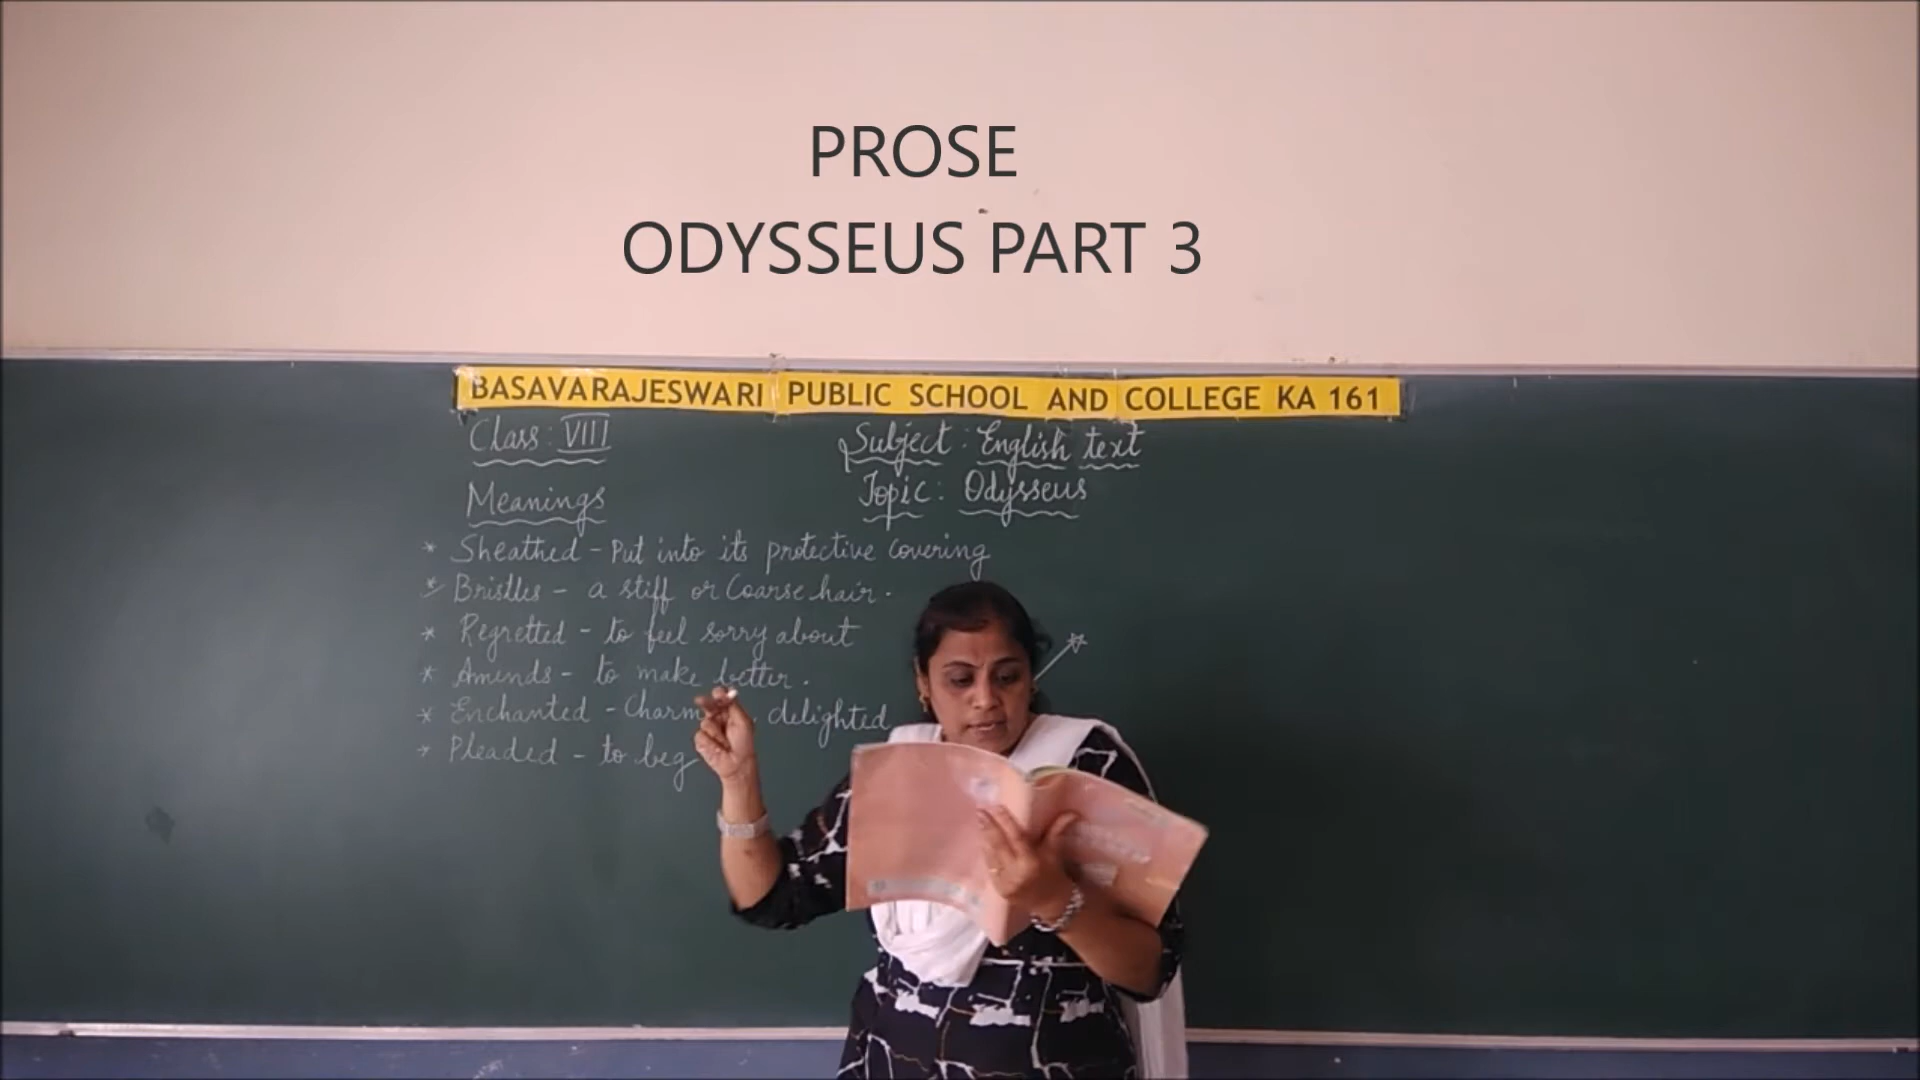 PROSE
ODYSSEUS PART 3
BASAVARAJESWARI PUBLIC SCHOOL AND COLLEGE KA 161
Class : VIII
Subject : English text
Meanings
Topic : Odysseus
* Sheathed - Put into its protective covering
* Bristles - a stiff or Coarse hair.
* Regretted - to feel sorry about
* Amends - to make better.
* Enchanted - Charm delighted
* Pleaded - to beg